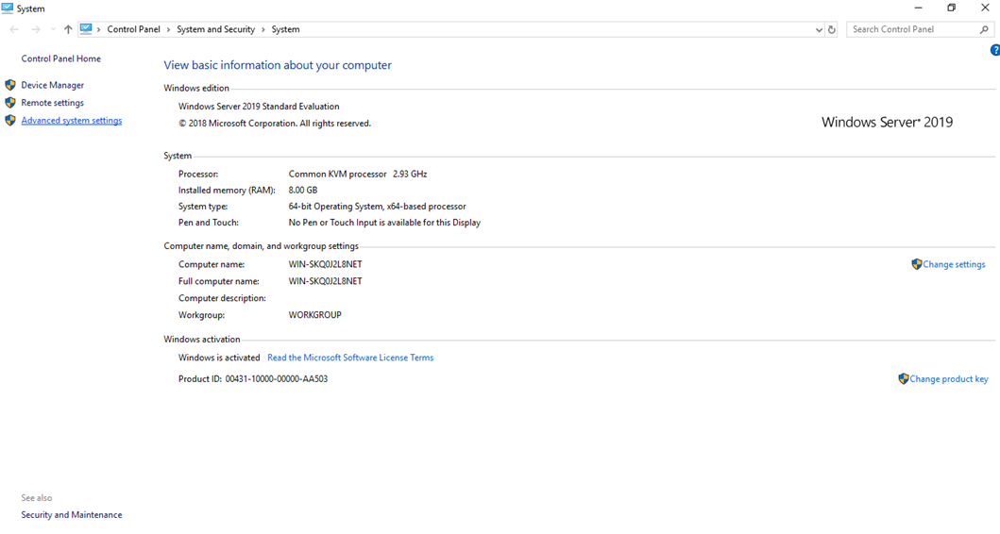 System
Control Panel > System and Security > System
Search Control Panel
Control Panel Home
Device Manager
Remote settings
Advanced system settings
View basic information about your computer
Windows edition
Windows Server 2019 Standard Evaluation
© 2018 Microsoft Corporation. All rights reserved.
Windows Server® 2019
System
Processor: Common KVM processor 2.93 GHz
Installed memory (RAM): 8.00 GB
System type: 64-bit Operating System, x64-based processor
Pen and Touch: No Pen or Touch Input is available for this Display
Computer name, domain, and workgroup settings
Computer name: WIN-SKQ0J2L8NET
Change settings
Full computer name: WIN-SKQ0J2L8NET
Computer description:
Workgroup: WORKGROUP
Windows activation
Windows is activated Read the Microsoft Software License Terms
Product ID: 00431-10000-00000-AA503
Change product key
See also
Security and Maintenance